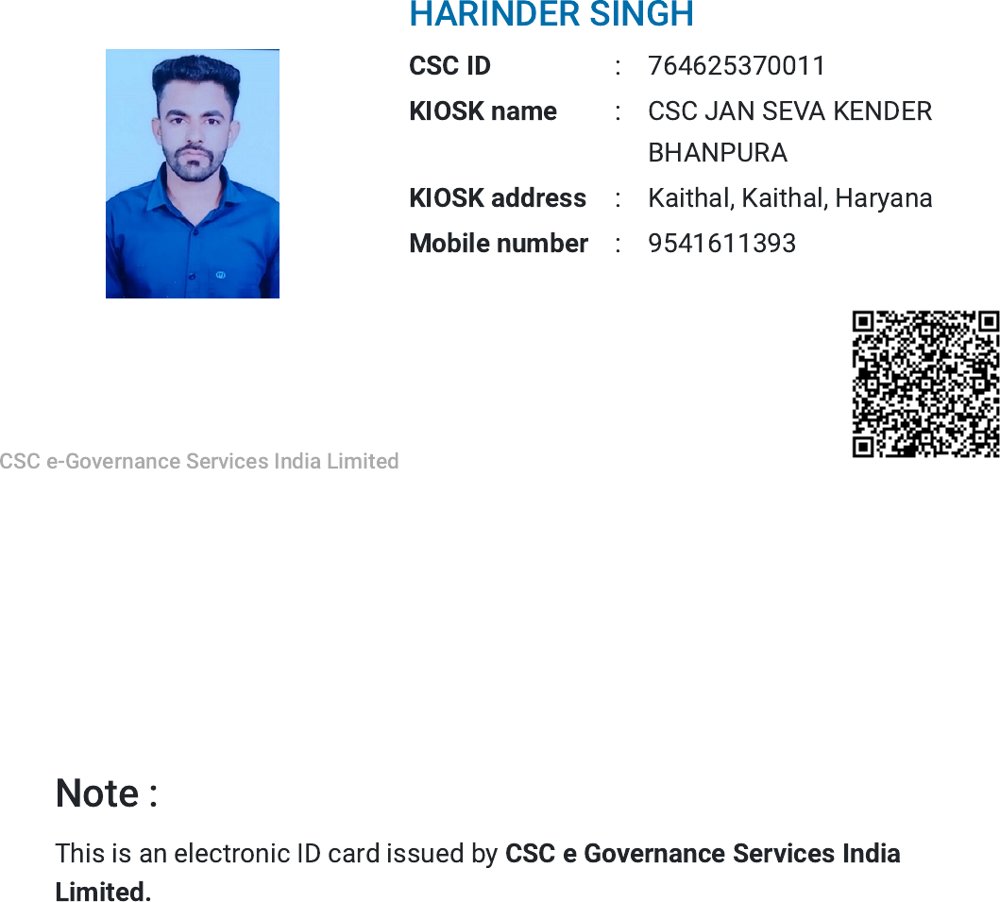 HARINDER SINGH
CSC ID : 764625370011
KIOSK name : CSC JAN SEVA KENDER
BHANPURA
KIOSK address : Kaithal, Kaithal, Haryana
Mobile number : 9541611393
CSC e-Governance Services India Limited
Note :
This is an electronic ID card issued by CSC e Governance Services India
Limited.